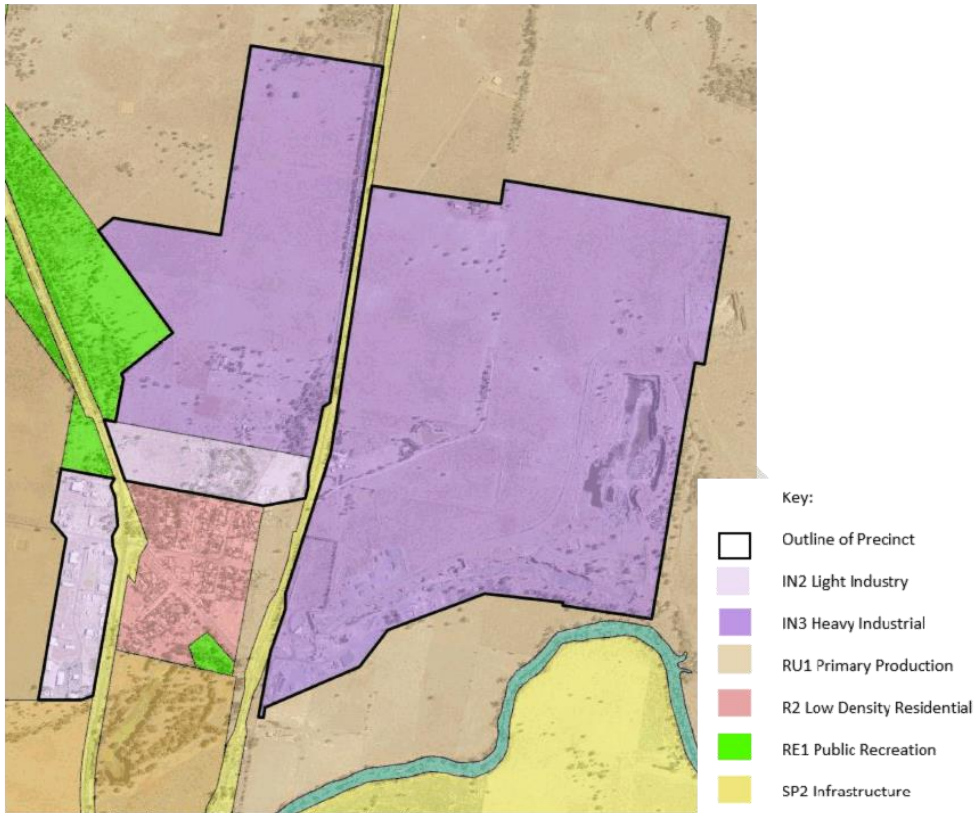 Key:
Outline of Precinct
IN2 Light Industry
IN3 Heavy Industrial
RU1 Primary Production
R2 Low Density Residential
RE1 Public Recreation
SP2 Infrastructure